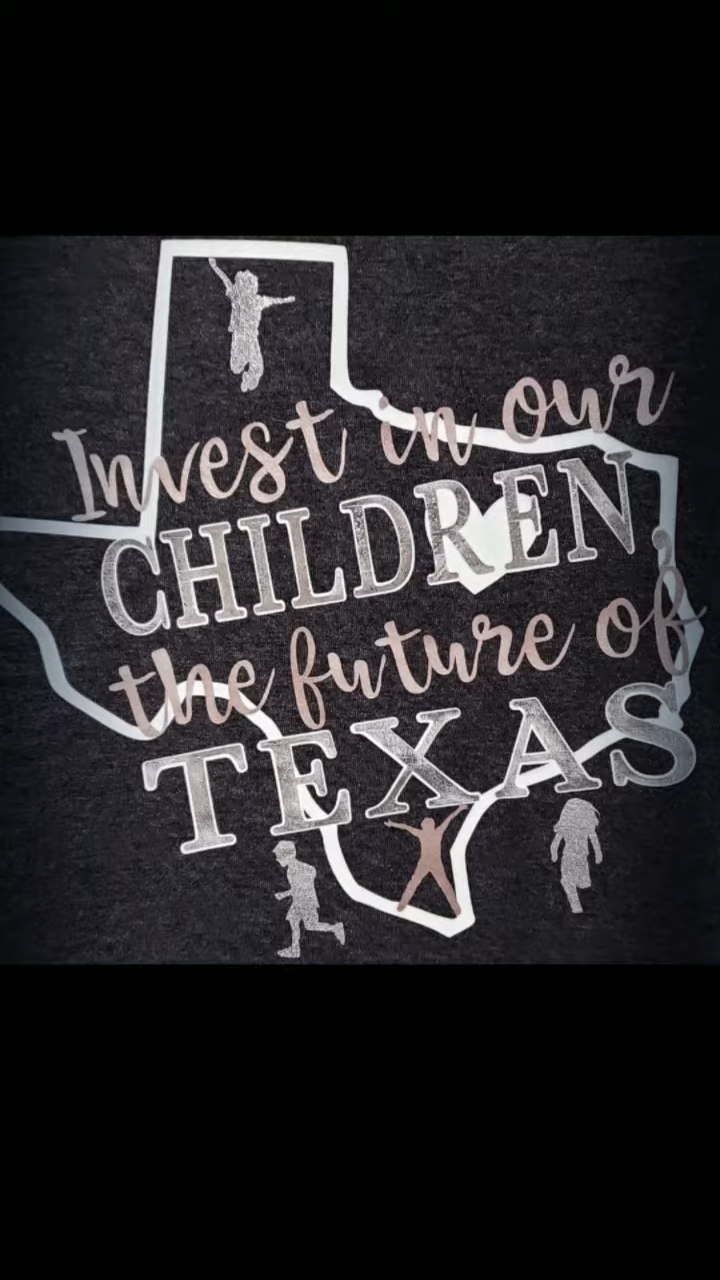 Invest in our
CHILDREN,
the future of
TEXAS